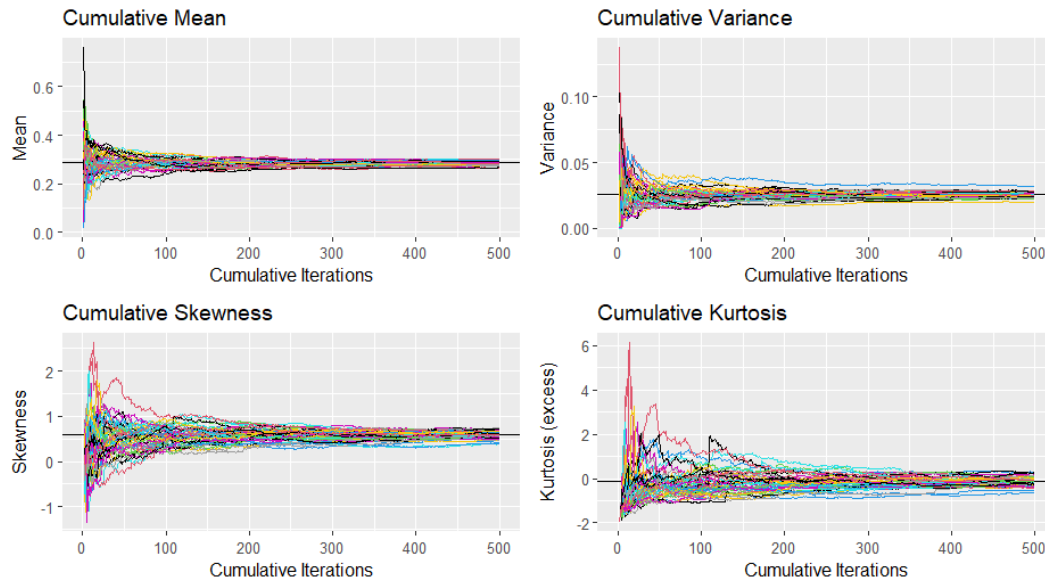 Cumulative Mean
Mean
0.6
0.4
0.2
0.0
0 100 200 300 400 500
Cumulative Iterations
Cumulative Variance
Variance
0.10
0.05
0.00
0 100 200 300 400 500
Cumulative Iterations
Cumulative Skewness
Skewness
2
1
0
-1
0 100 200 300 400 500
Cumulative Iterations
Cumulative Kurtosis
Kurtosis (excess)
6
4
2
0
-2
0 100 200 300 400 500
Cumulative Iterations